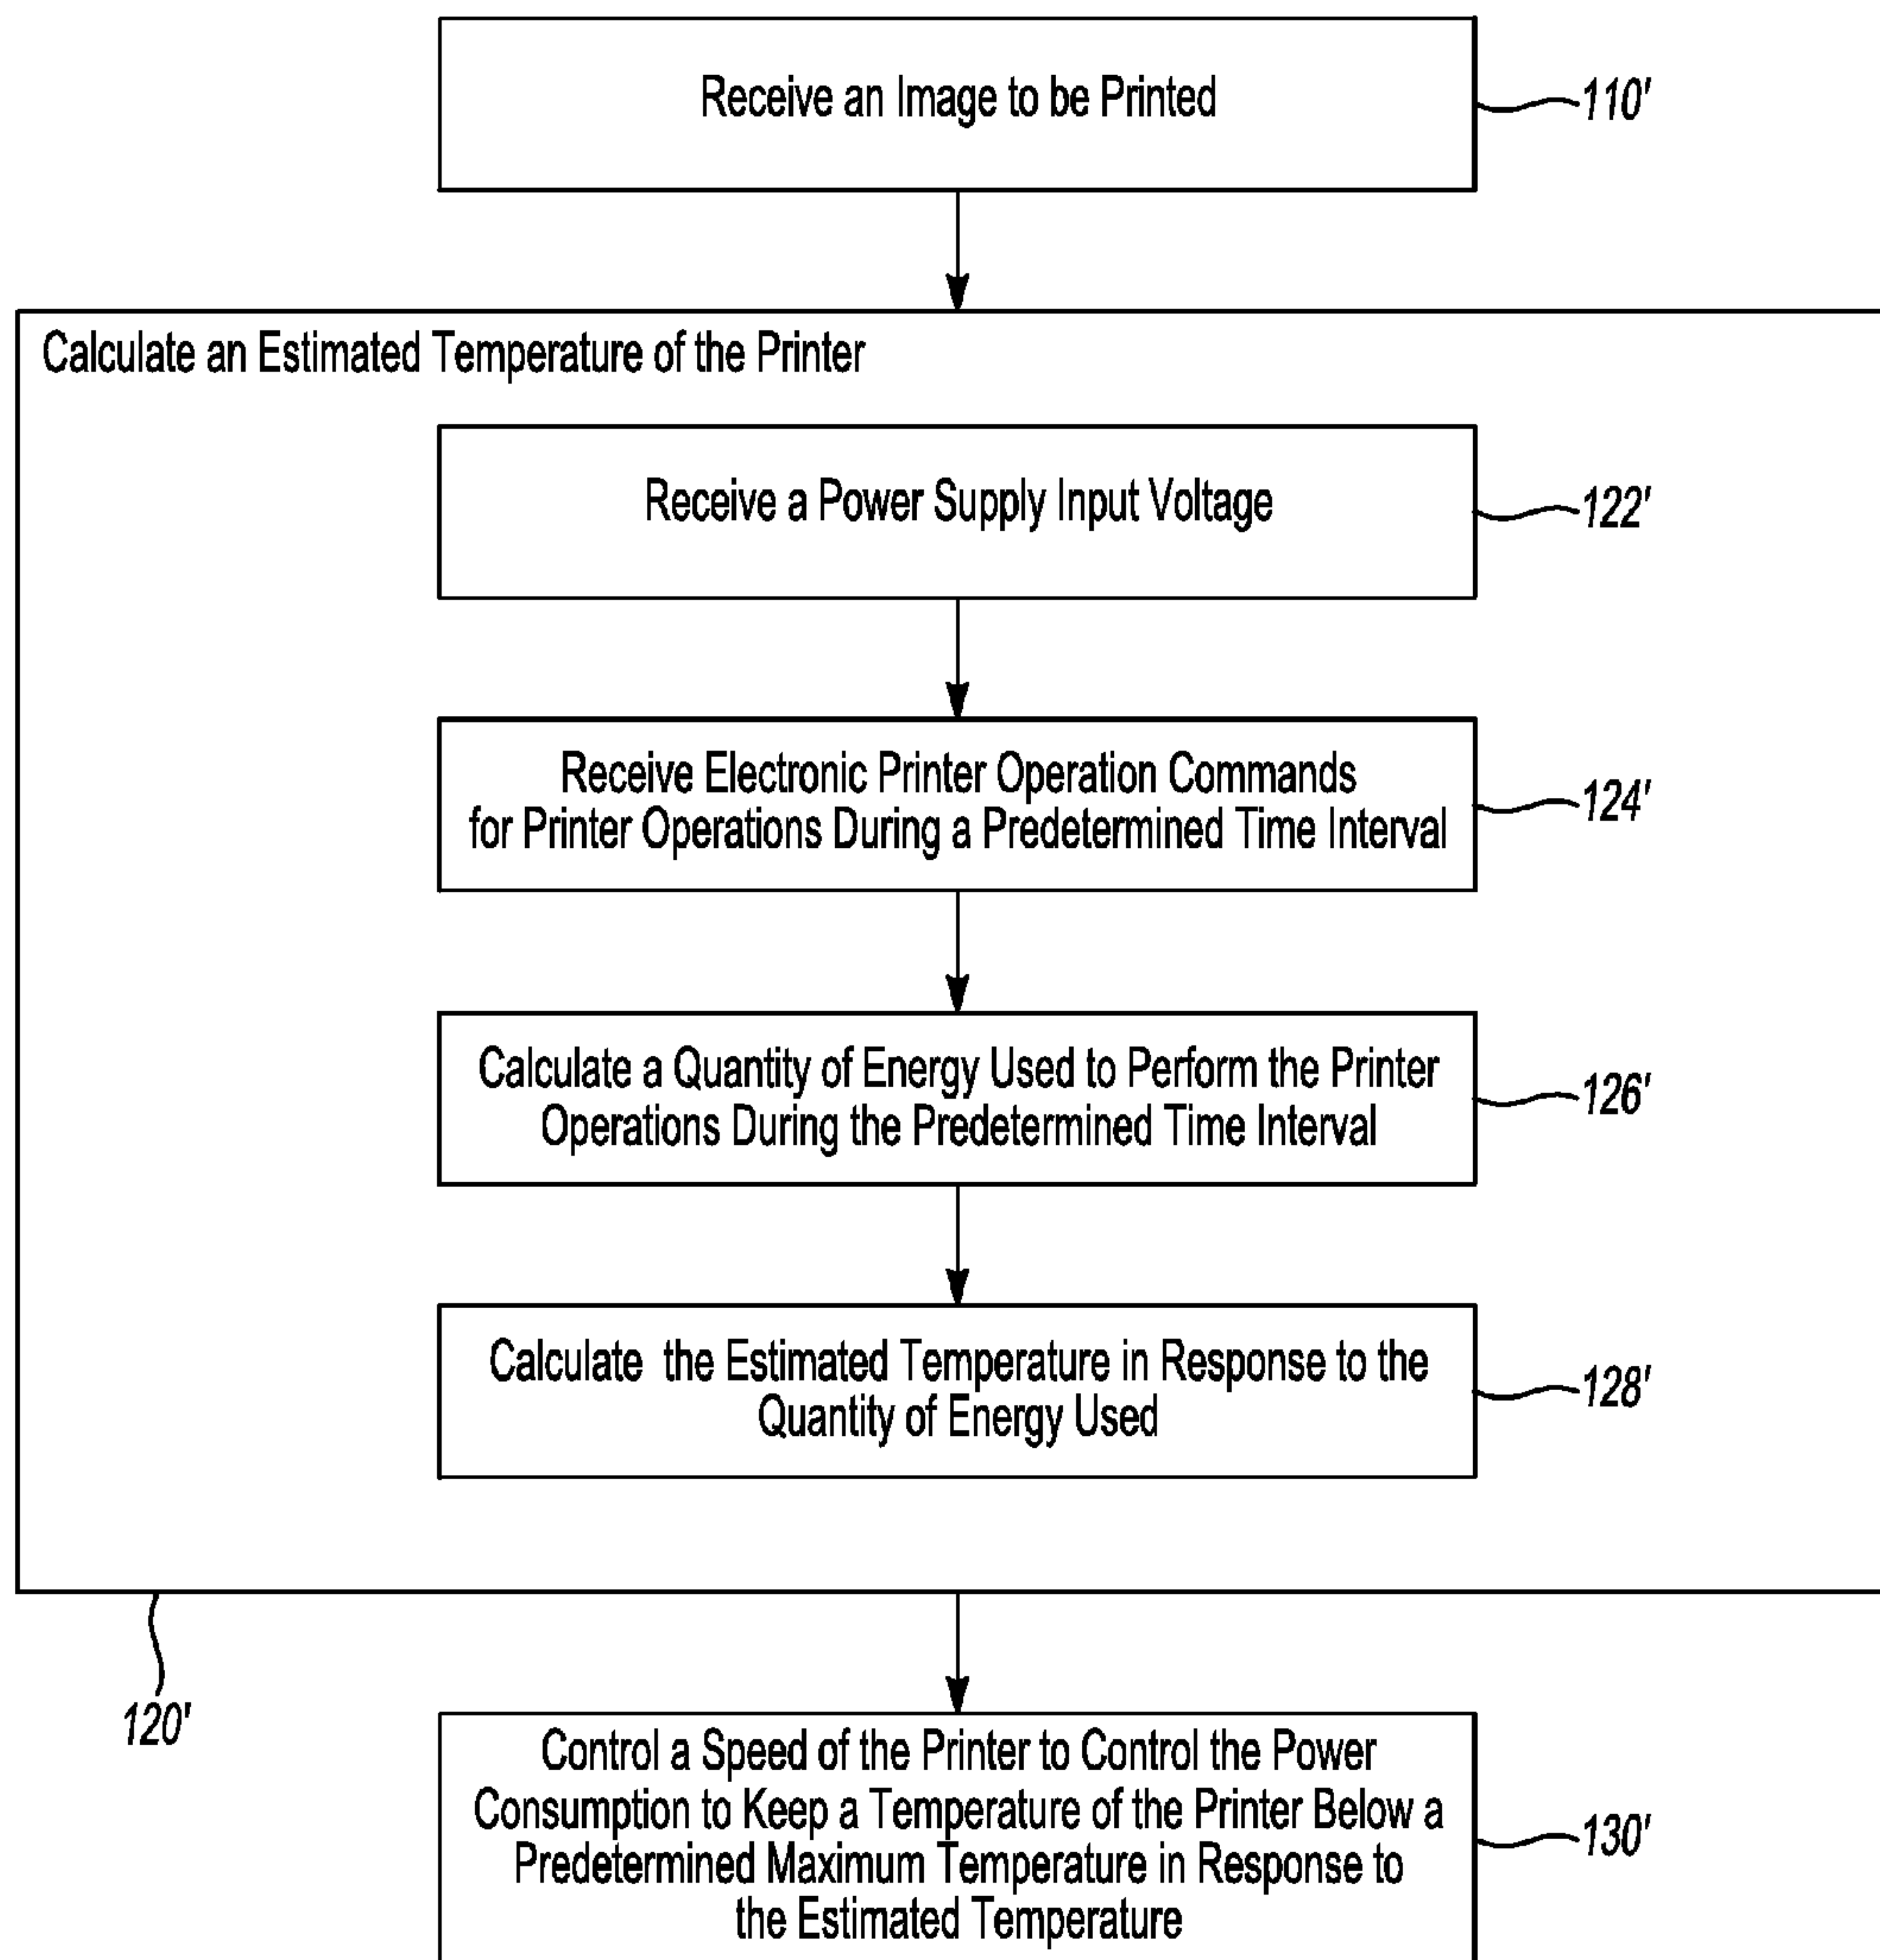 Receive an Image to be Printed
110'
Calculate an Estimated Temperature of the Printer
Receive a Power Supply Input Voltage
122'
Receive Electronic Printer Operation Commands
for Printer Operations During a Predetermined Time Interval
124'
Calculate a Quantity of Energy Used to Perform the Printer
Operations During the Predetermined Time Interval
126'
Calculate the Estimated Temperature in Response to the
Quantity of Energy Used
128'
120'
Control a Speed of the Printer to Control the Power
Consumption to Keep a Temperature of the Printer Below a
Predetermined Maximum Temperature in Response to
the Estimated Temperature
130'